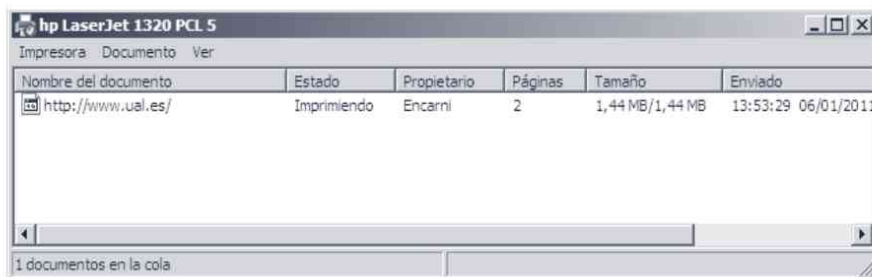 hp LaserJet 1320 PCL 5
Impresora Documento Ver
Nombre del documento Estado Propietario Páginas Tamaño Enviado
http://www.ual.es/ Imprimiendo Encarni 2 1,44 MB/1,44 MB 13:53:29 06/01/2011
1 documentos en la cola